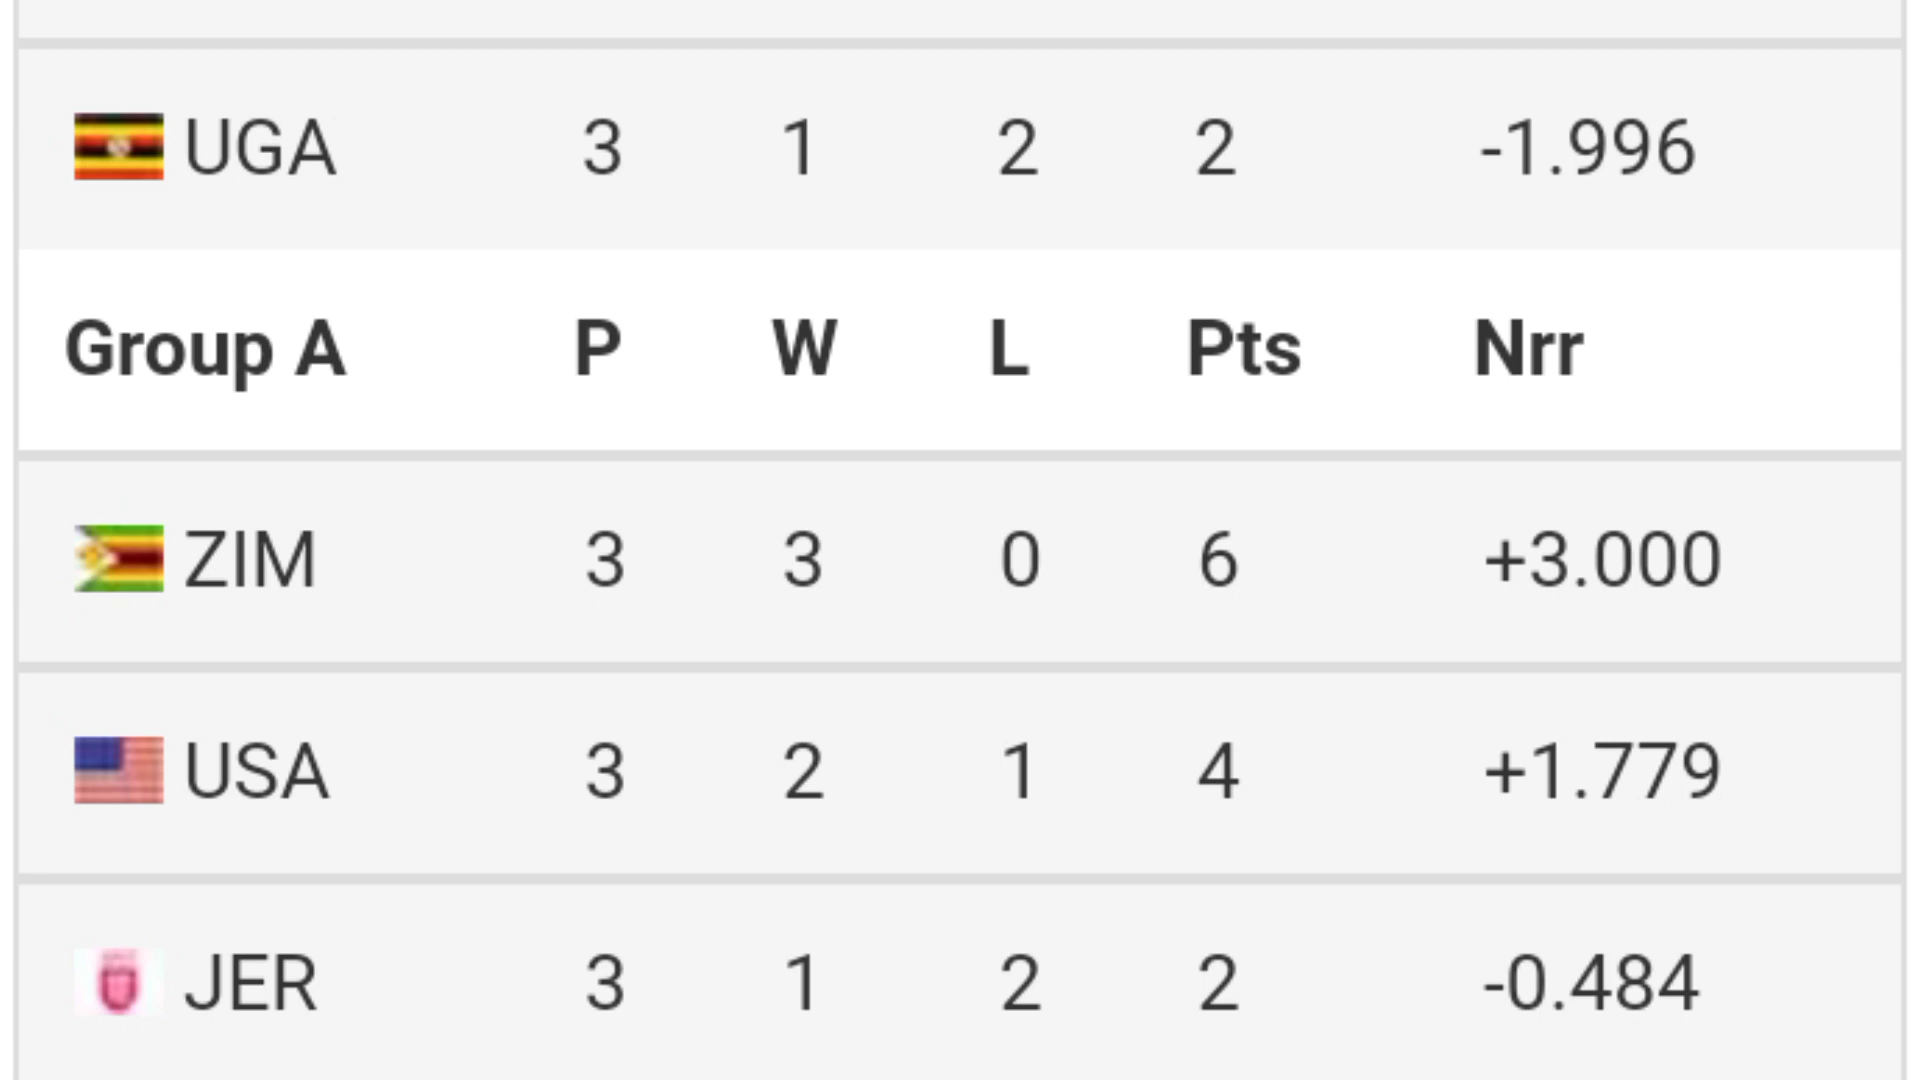 UGA 3 1 2 2 -1.996
Group A P W L Pts Nrr
ZIM 3 3 0 6 +3.000
USA 3 2 1 4 +1.779
JER 3 1 2 2 -0.484